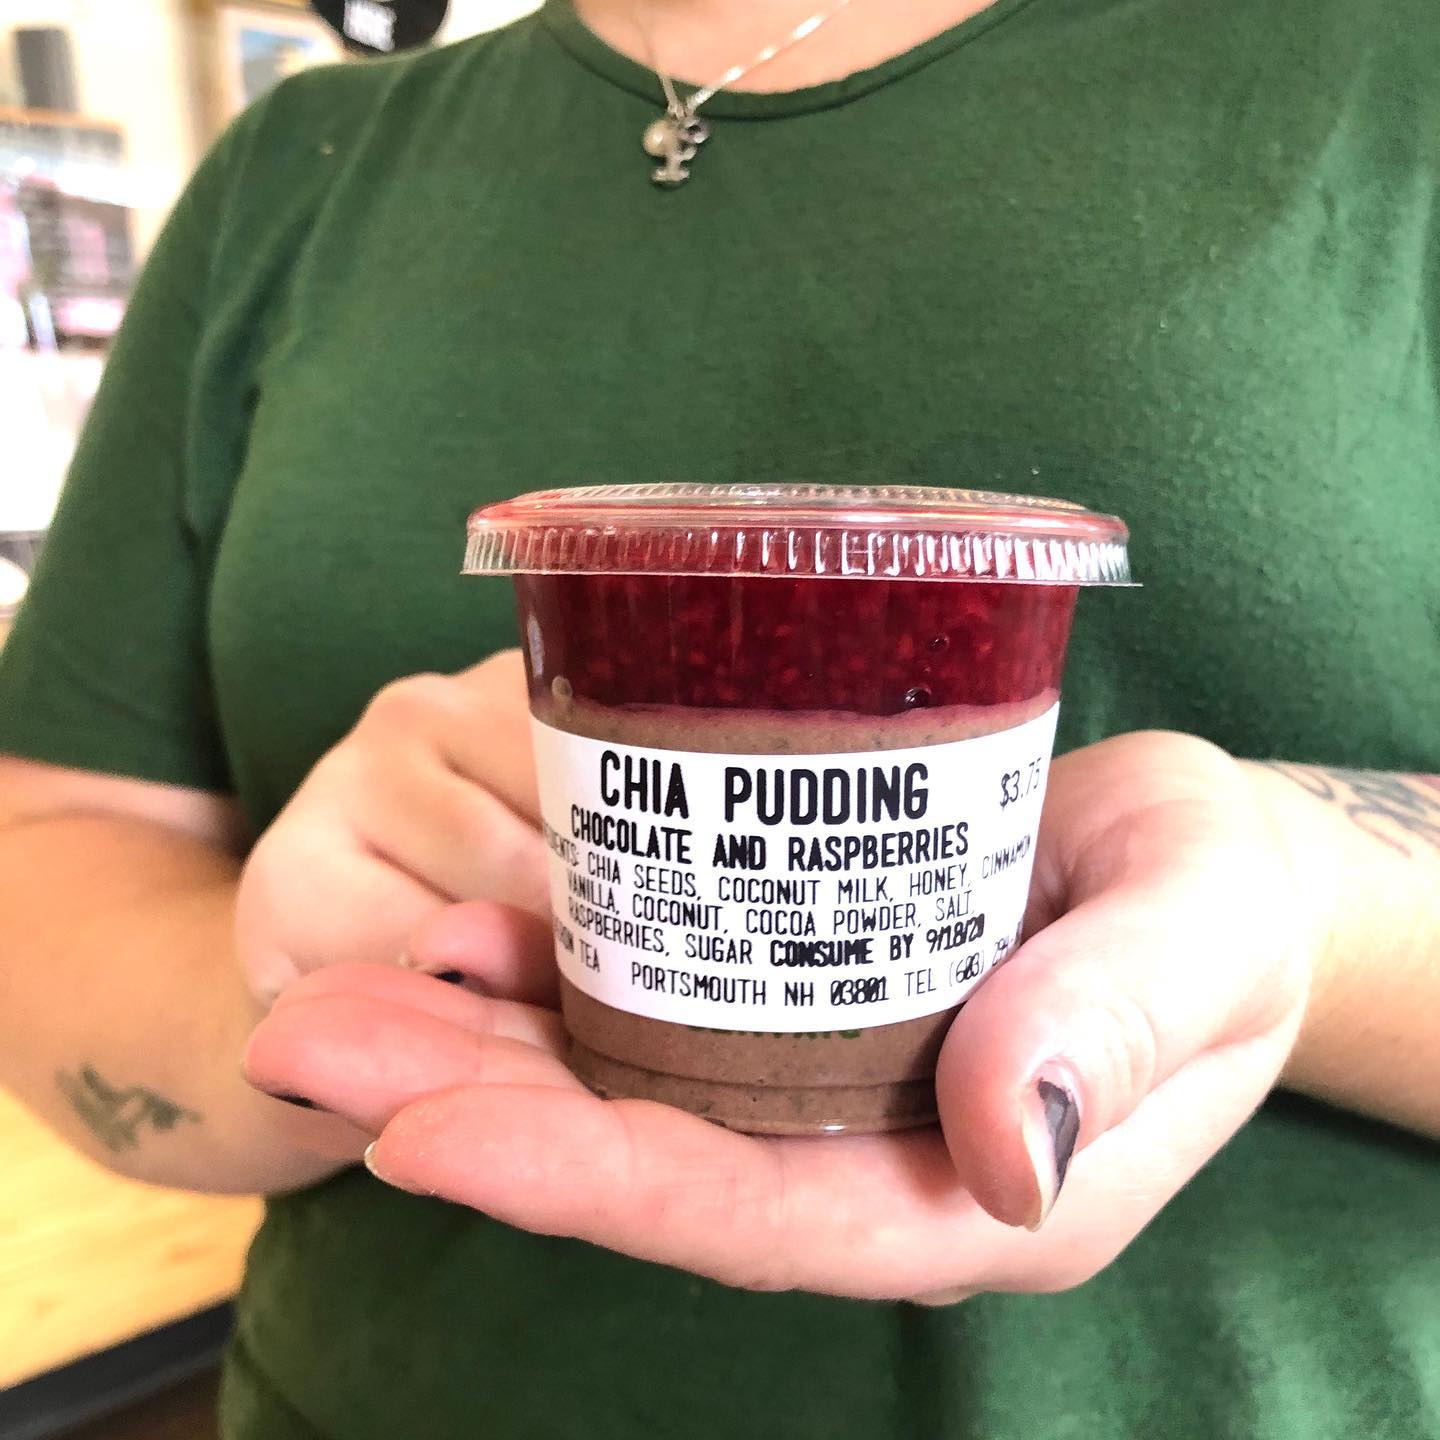 CHIA PUDDING $3.75
CHOCOLATE AND RASPBERRIES
CHIA SEEDS, COCONUT MILK, HONEY, CINNAMON
VANILLA, COCONUT, COCOA POWDER, SALT,
RASPBERRIES, SUGAR CONSUME BY 9/18/20
TEA PORTSMOUTH NH 03801 TEL (603)